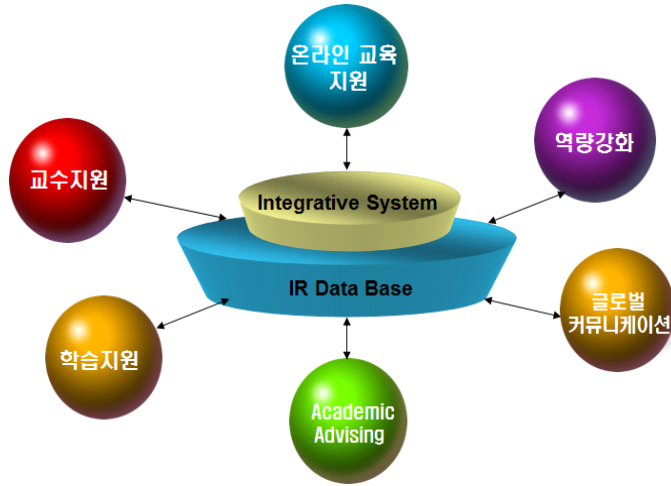 온라인 교육
지원
역량강화
교수지원
Integrative System
IR Data Base
글로벌
커뮤니케이션
학습지원
Academic
Advising